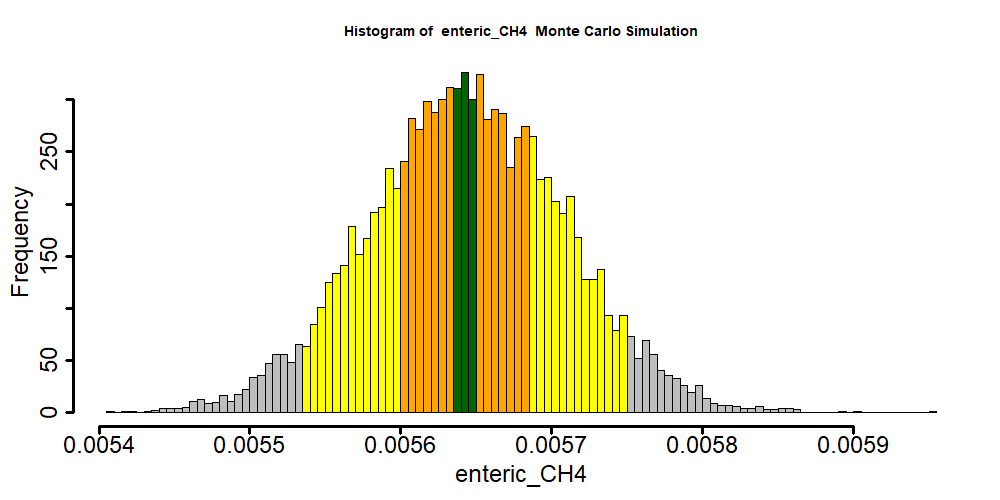 Histogram of enteric_CH4 Monte Carlo Simulation
Frequency
250
150
50
0
0.0054 0.0055 0.0056 0.0057 0.0058 0.0059
enteric_CH4